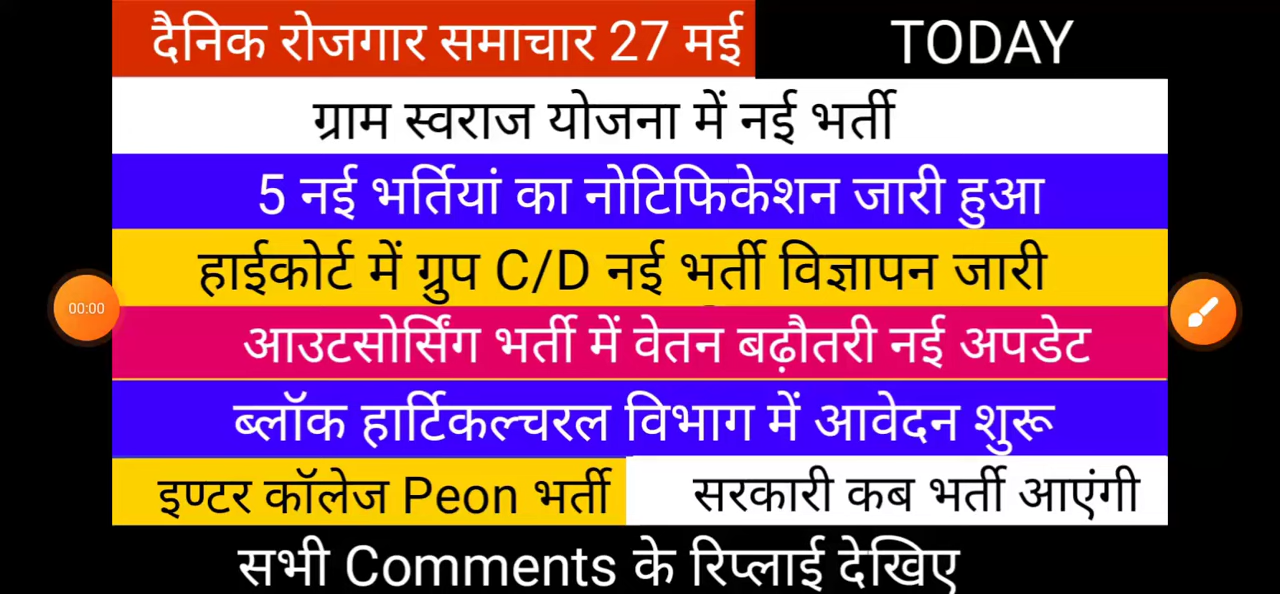 दैनिक रोजगार समाचार 27 मई TODAY
ग्राम स्वराज योजना में नई भर्ती
5 नई भर्तियां का नोटिफिकेशन जारी हुआ
हाईकोर्ट में ग्रुप C/D नई भर्ती विज्ञापन जारी
00:00
आउटसोर्सिंग भर्ती में वेतन बढ़ौतरी नई अपडेट
ब्लॉक हार्टिकल्चरल विभाग में आवेदन शुरू
इण्टर कॉलेज Peon भर्ती सरकारी कब भर्ती आएंगी
सभी Comments के रिप्लाई देखिए